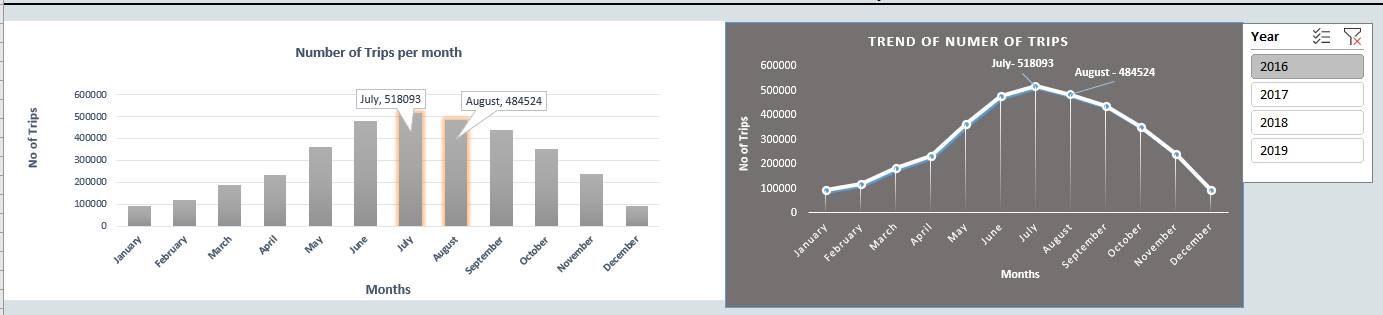 Number of Trips per month
No of Trips
600000
500000
400000
300000
200000
100000
0
July, 518093
August, 484524
January
February
March
April
May
June
July
August
September
October
November
December
Months
TREND OF NUMER OF TRIPS
No of Trips
600000
500000
400000
300000
200000
100000
0
July- 518093
August - 484524
January
February
March
April
May
June
July
August
September
October
November
December
Months
Year
2016
2017
2018
2019